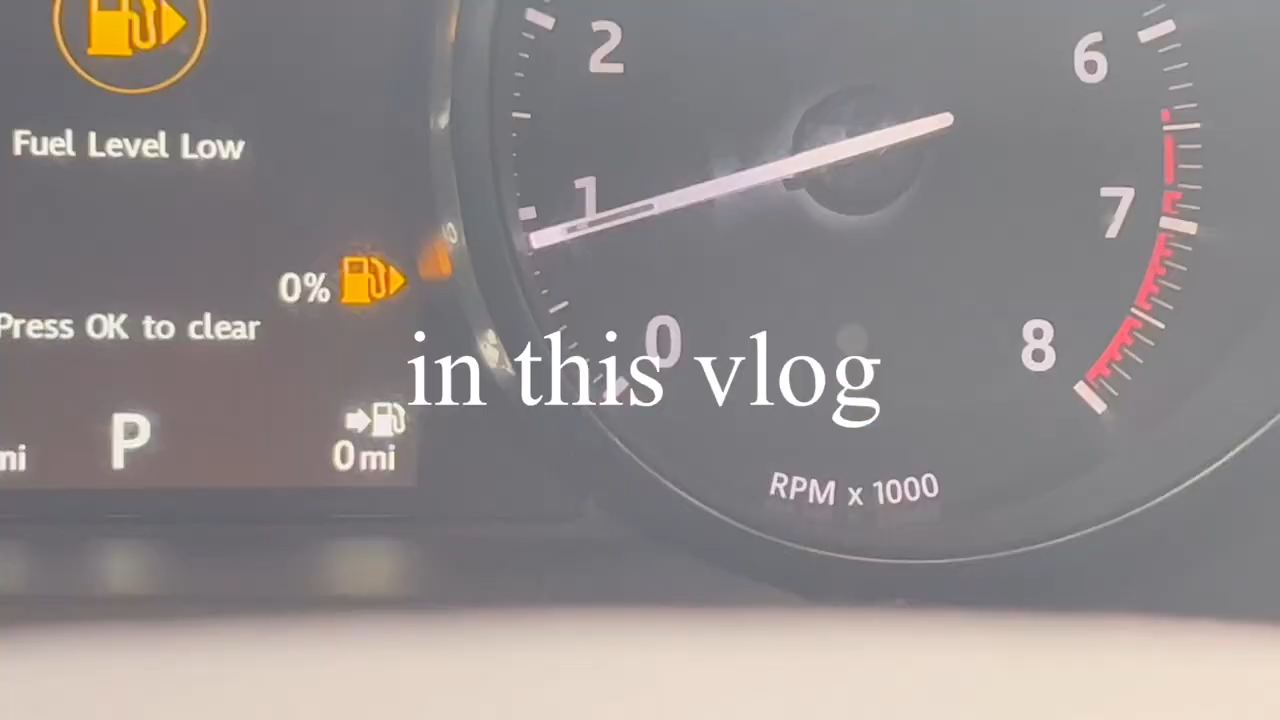 Fuel Level Low
0%
Press OK to clear
mi
P
0 mi
2
1
0
6
7
8
RPM x 1000
in this vlog